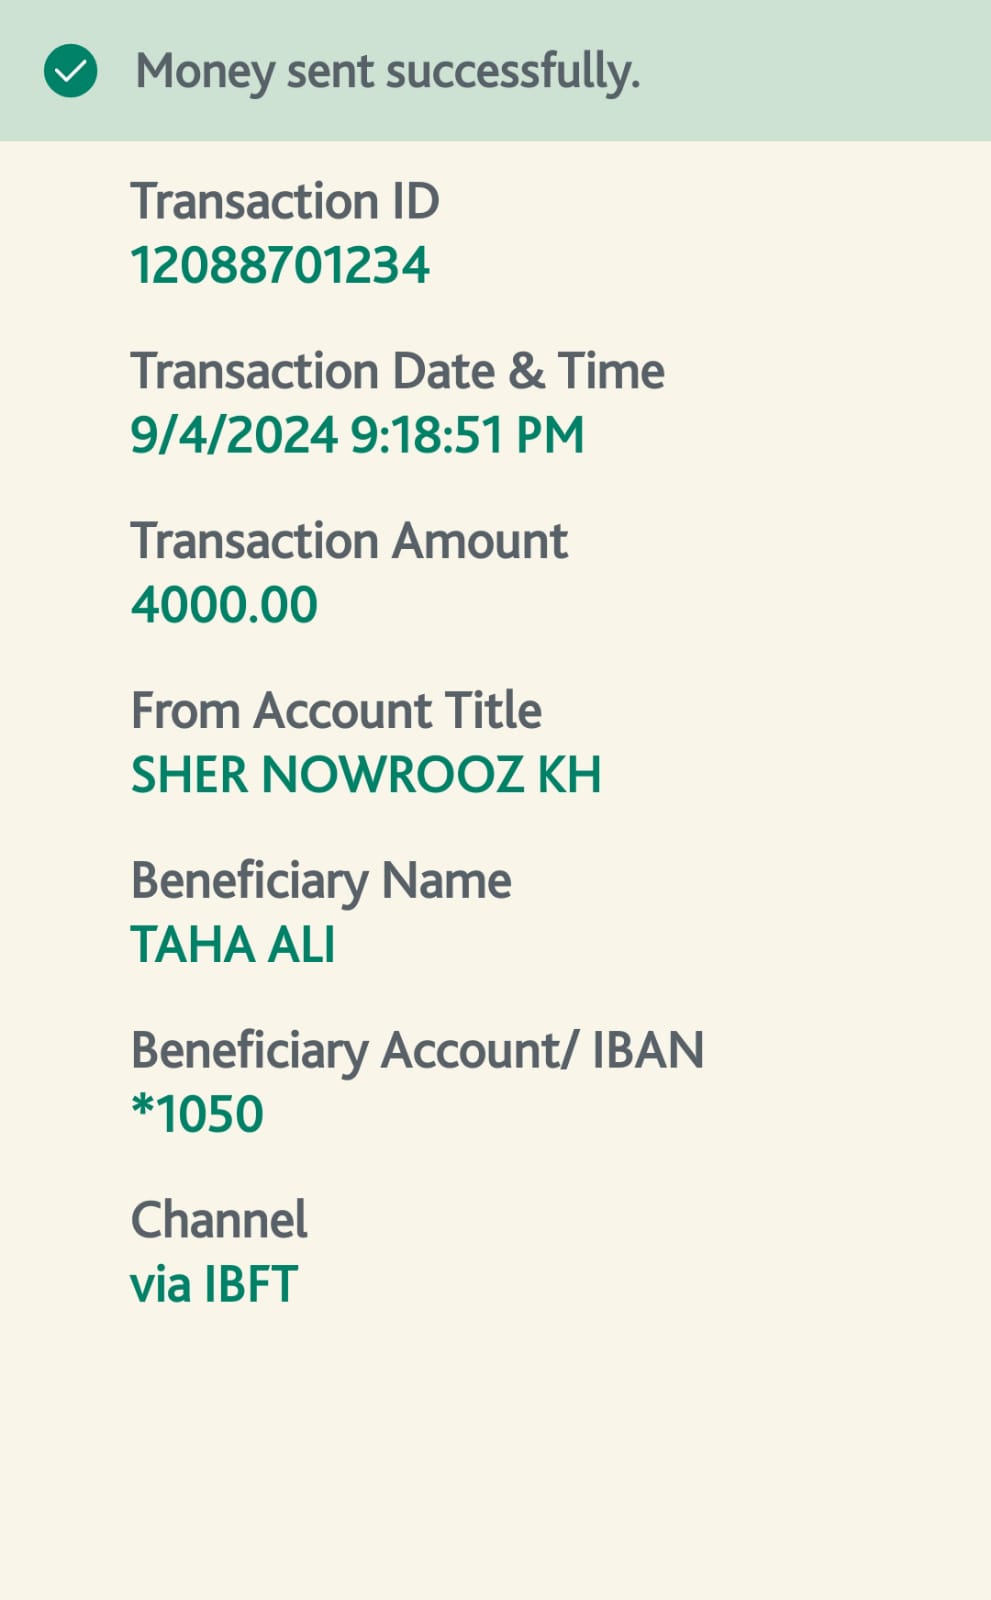 Money sent successfully.
Transaction ID
12088701234
Transaction Date & Time
9/4/2024 9:18:51 PM
Transaction Amount
4000.00
From Account Title
SHER NOWROOZ KH
Beneficiary Name
TAHA ALI
Beneficiary Account/ IBAN
*1050
Channel
via IBFT